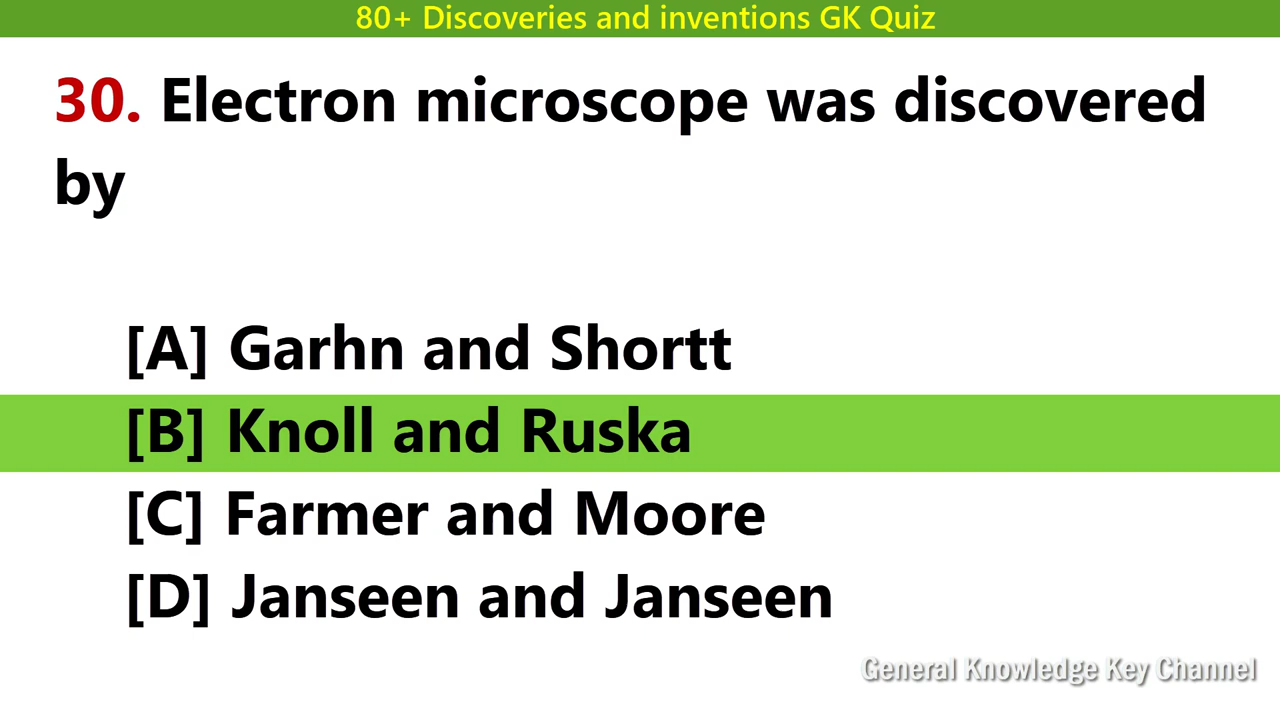 80+ Discoveries and inventions GK Quiz
30. Electron microscope was discovered
by
[A] Garhn and Shortt
[B] Knoll and Ruska
[C] Farmer and Moore
[D] Janseen and Janseen
General Knowledge Key Channel